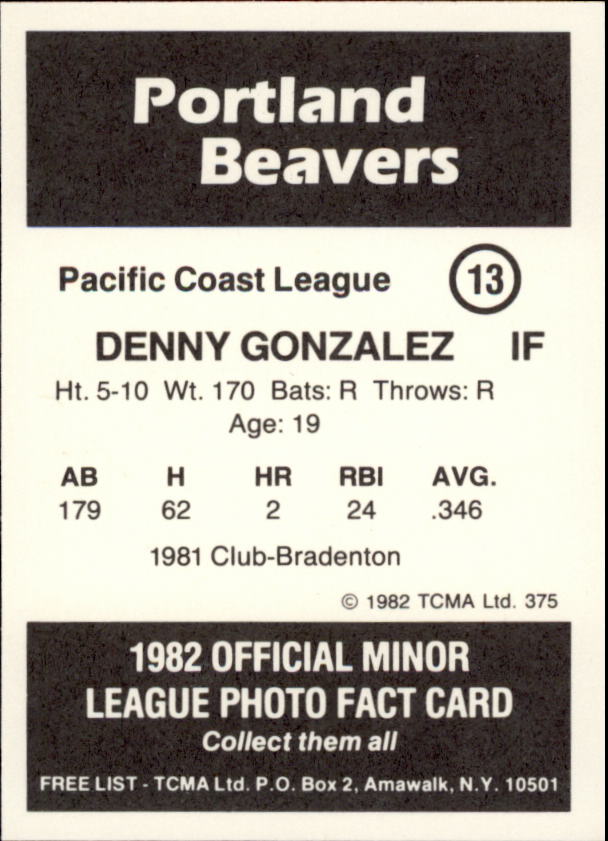 Portland
Beavers
Pacific Coast League 13
DENNY GONZALEZ IF
Ht. 5-10 Wt. 170 Bats: R Throws: R
Age: 19
AB H HR RBI AVG.
179 62 2 24 .346
1981 Club-Bradenton
© 1982 TCMA Ltd. 375
1982 OFFICIAL MINOR
LEAGUE PHOTO FACT CARD
Collect them all
FREE LIST - TCMA Ltd. P.O. Box 2, Amawalk, N.Y. 10501